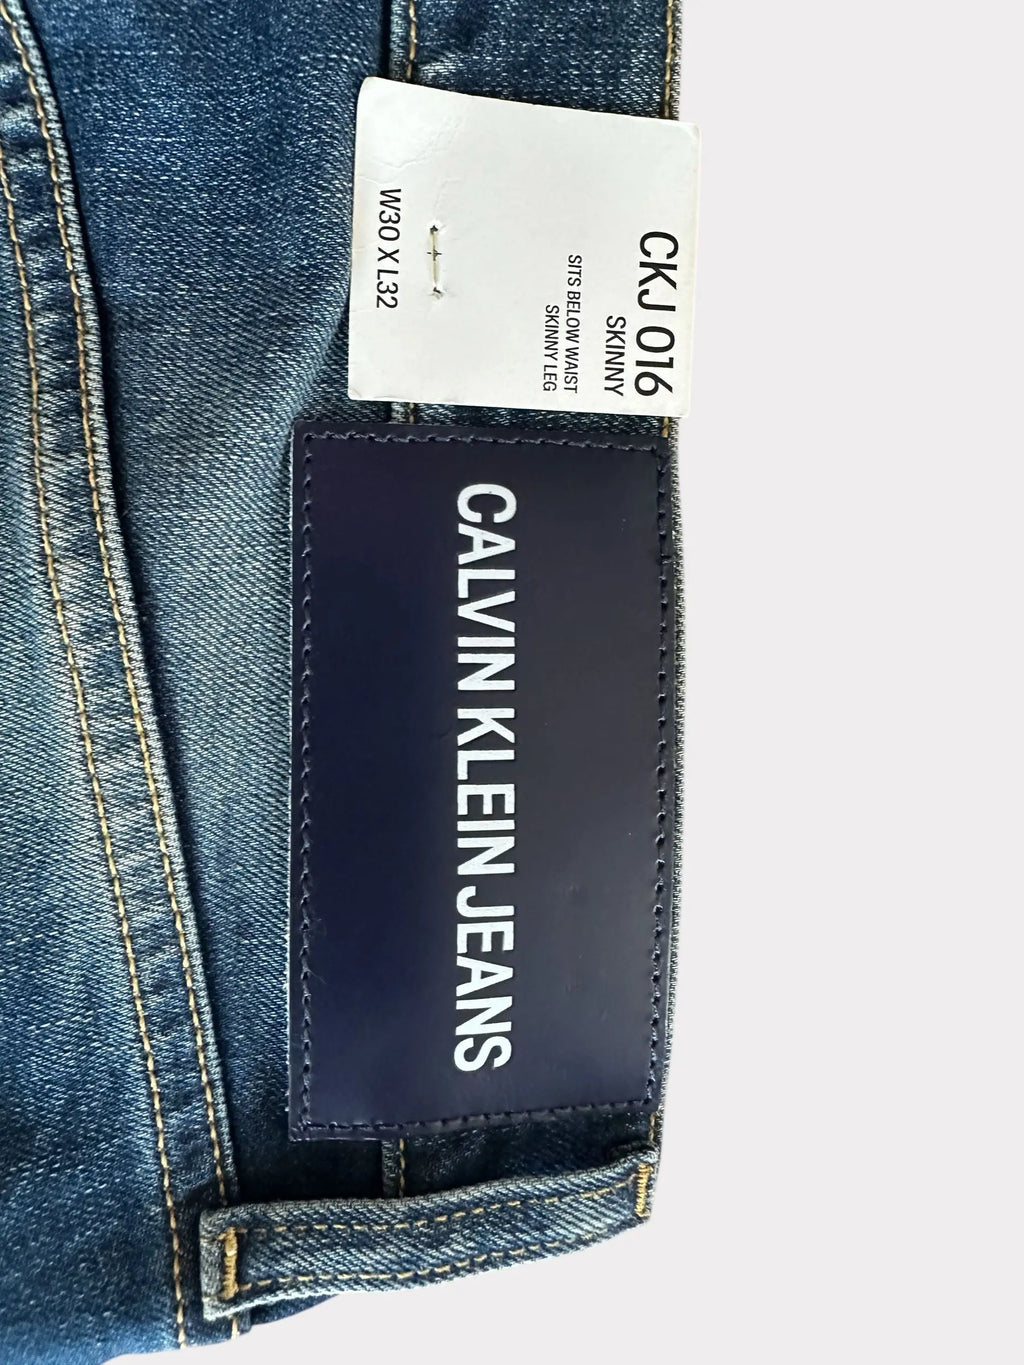 CKJ 016
SKINNY
SITS BELOW WAIST
SKINNY LEG
W30 X L32
CALVIN KLEIN JEANS